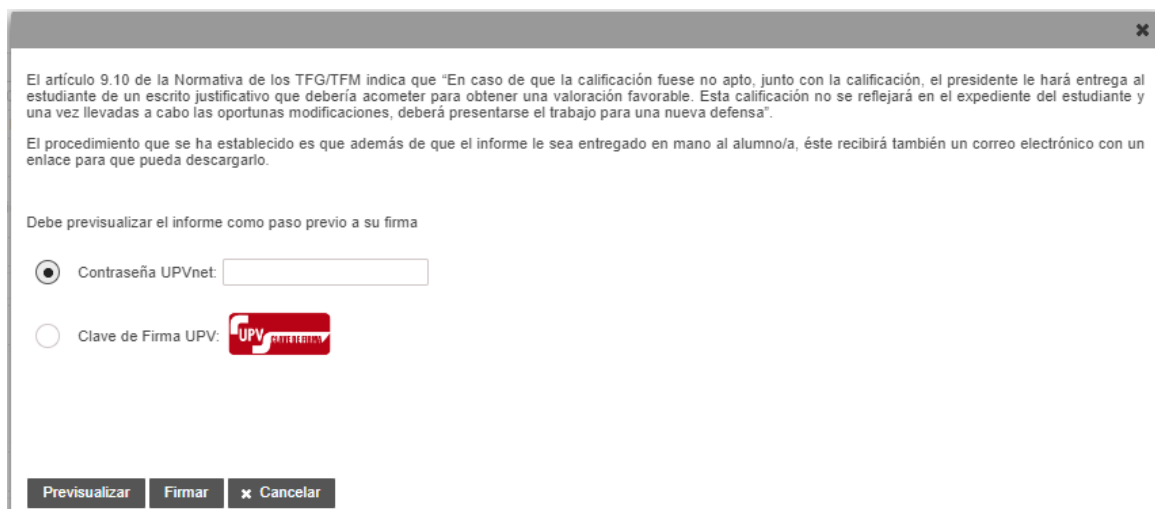 El artículo 9.10 de la Normativa de los TFG/TFM indica que “En caso de que la calificación fuese no apto, junto con la calificación, el presidente le hará entrega al
estudiante de un escrito justificativo que debería acometer para obtener una valoración favorable. Esta calificación no se reflejará en el expediente del estudiante y
una vez llevadas a cabo las oportunas modificaciones, deberá presentarse el trabajo para una nueva defensa”.
El procedimiento que se ha establecido es que además de que el informe le sea entregado en mano al alumno/a, éste recibirá también un correo electrónico con un
enlace para que pueda descargarlo.
Debe previsualizar el informe como paso previo a su firma
Contraseña UPVnet:
Clave de Firma UPV: UPV CLAVE DE FIRMA
Previsualizar Firmar x Cancelar